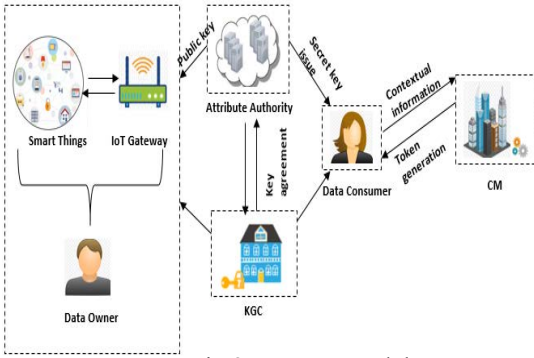 Public key
Secret key
issue
Attribute Authority
Smart Things
IoT Gateway
Contextual
information
Token
generation
Key
agreement
Data Consumer
CM
Data Owner
KGC